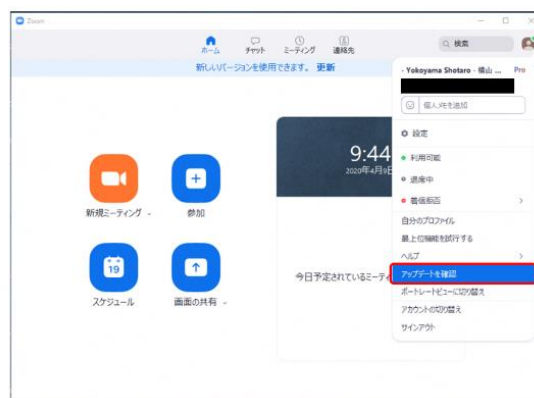 Zoom
ホーム
チャット
ミーティング
連絡先
検索
新しいバージョンを使用できます。 更新
新規ミーティング
参加
19
スケジュール
画面の共有
9:44
2020年4月9日
今日予定されているミーティ
- Yokoyama Shotaro - 横山 ... Pro
個人メモを追加
設定
利用可能
退席中
着信拒否
自分のプロファイル
最上位機能を試行する
ヘルプ
アップデートを確認
ポートレートビューに切り替え
アカウントの切り替え
サインアウト